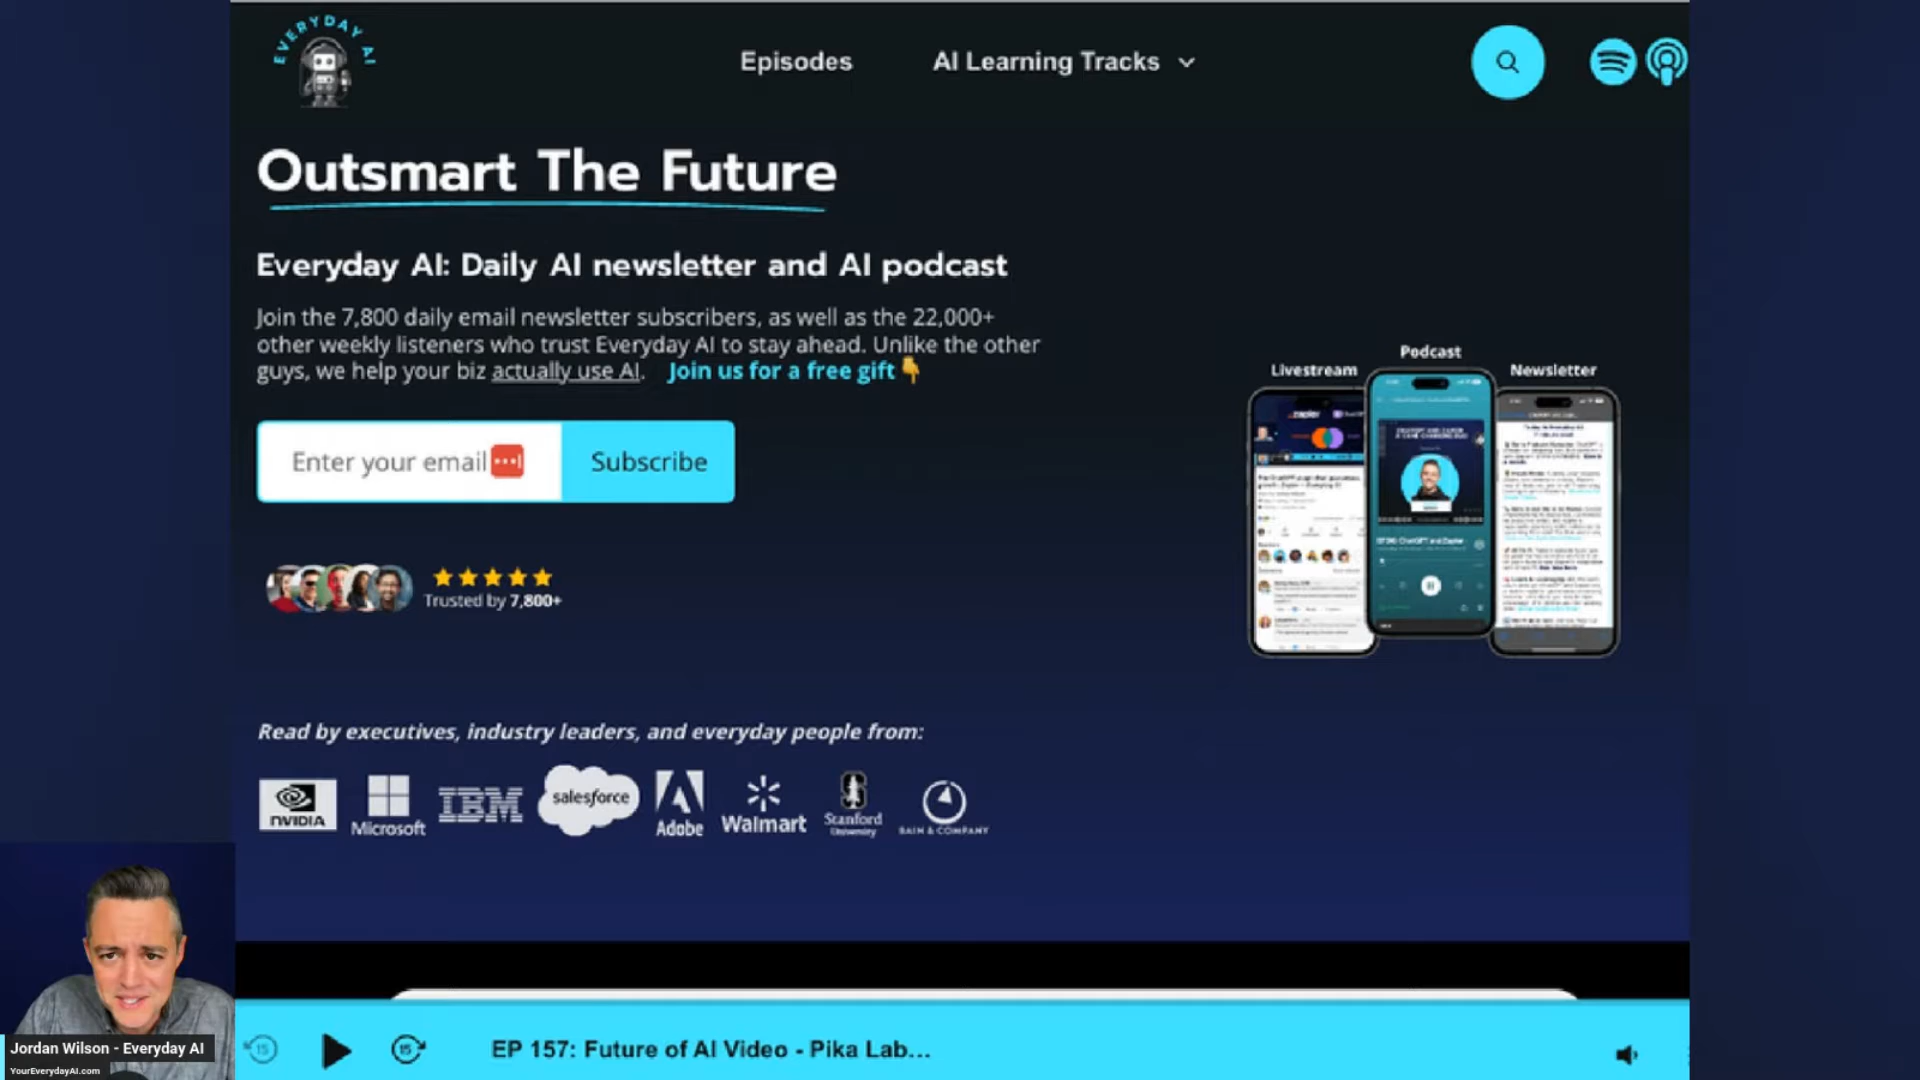 EVERYDAY AI
Episodes
AI Learning Tracks
Outsmart The Future
Everyday AI: Daily AI newsletter and AI podcast
Join the 7,800 daily email newsletter subscribers, as well as the 22,000+
other weekly listeners who trust Everyday AI to stay ahead. Unlike the other
guys, we help your biz actually use AI. Join us for a free gift👇
Enter your email
Subscribe
Trusted by 7,800+
Livestream
Podcast
Newsletter
zapier
Read by executives, industry leaders, and everyday people from:
NVIDIA
Microsoft
IBM
salesforce
Adobe
Walmart
Stanford
University
BAIN & COMPANY
15
15
EP 157: Future of AI Video - Pika Lab...
Jordan Wilson - Everyday AI
YourEverydayAI.com